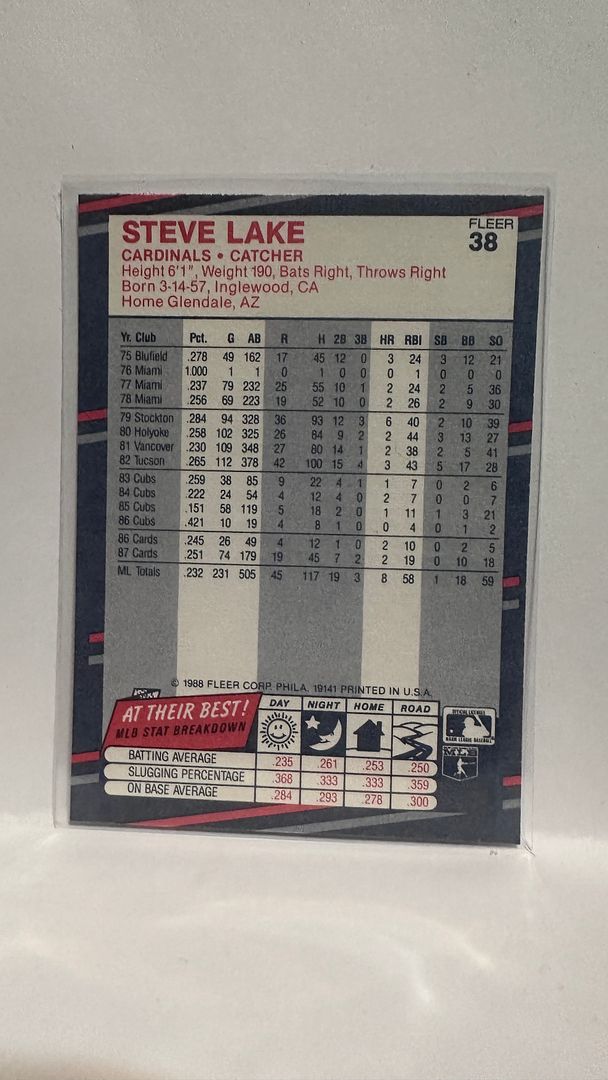 STEVE LAKE
FLEER
38
CARDINALS • CATCHER
Height 6'1", Weight 190, Bats Right, Throws Right
Born 3-14-57, Inglewood, CA
Home Glendale, AZ
Yr. Club Pct. G AB R H 2B 3B HR RBI SB BB SO
75 Blufield .278 49 162 17 45 12 0 3 24 3 12 21
76 Miami 1.000 1 1 0 1 0 0 0 1 0 0 0
77 Miami .237 79 232 25 55 10 1 2 24 2 5 36
78 Miami .256 69 223 19 52 10 0 2 26 2 9 30
79 Stockton .284 94 328 36 93 12 3 6 40 2 10 39
80 Holyoke .258 102 325 26 84 9 2 2 44 3 13 27
81 Vancover .230 109 348 27 80 14 1 2 38 2 5 41
82 Tucson .265 112 378 42 100 15 4 3 43 5 17 28
83 Cubs .259 38 85 9 22 4 1 1 7 0 2 6
84 Cubs .222 24 54 4 12 4 0 2 7 0 0 7
85 Cubs .151 58 119 5 18 2 0 1 11 1 3 21
86 Cubs .421 10 19 4 8 1 0 0 4 0 1 2
86 Cards .245 26 49 4 12 1 0 2 10 0 2 5
87 Cards .251 74 179 19 45 7 2 2 19 0 10 18
ML Totals .232 231 505 45 117 19 3 8 58 1 18 59
© 1988 FLEER CORP. PHILA. 19141 PRINTED IN U.S.A.
AT THEIR BEST!
MLB STAT BREAKDOWN
DAY NIGHT HOME ROAD
BATTING AVERAGE .235 .261 .253 .250
SLUGGING PERCENTAGE .368 .333 .333 .359
ON BASE AVERAGE .284 .293 .278 .300
OFFICIAL LICENSEE
MAJOR LEAGUE BASEBALL